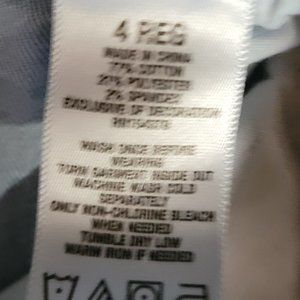 4 REG
MADE IN CHINA
77% COTTON
21% POLYESTER
2% SPANDEX
EXCLUSIVE OF DECORATION
WASH ONCE BEFORE
WEARING
TURN GARMENT INSIDE OUT
MACHINE WASH COLD
SEPARATELY
ONLY NON-CHLORINE BLEACH
WHEN NEEDED
TUMBLE DRY LOW
WARM IRON IF NEEDED